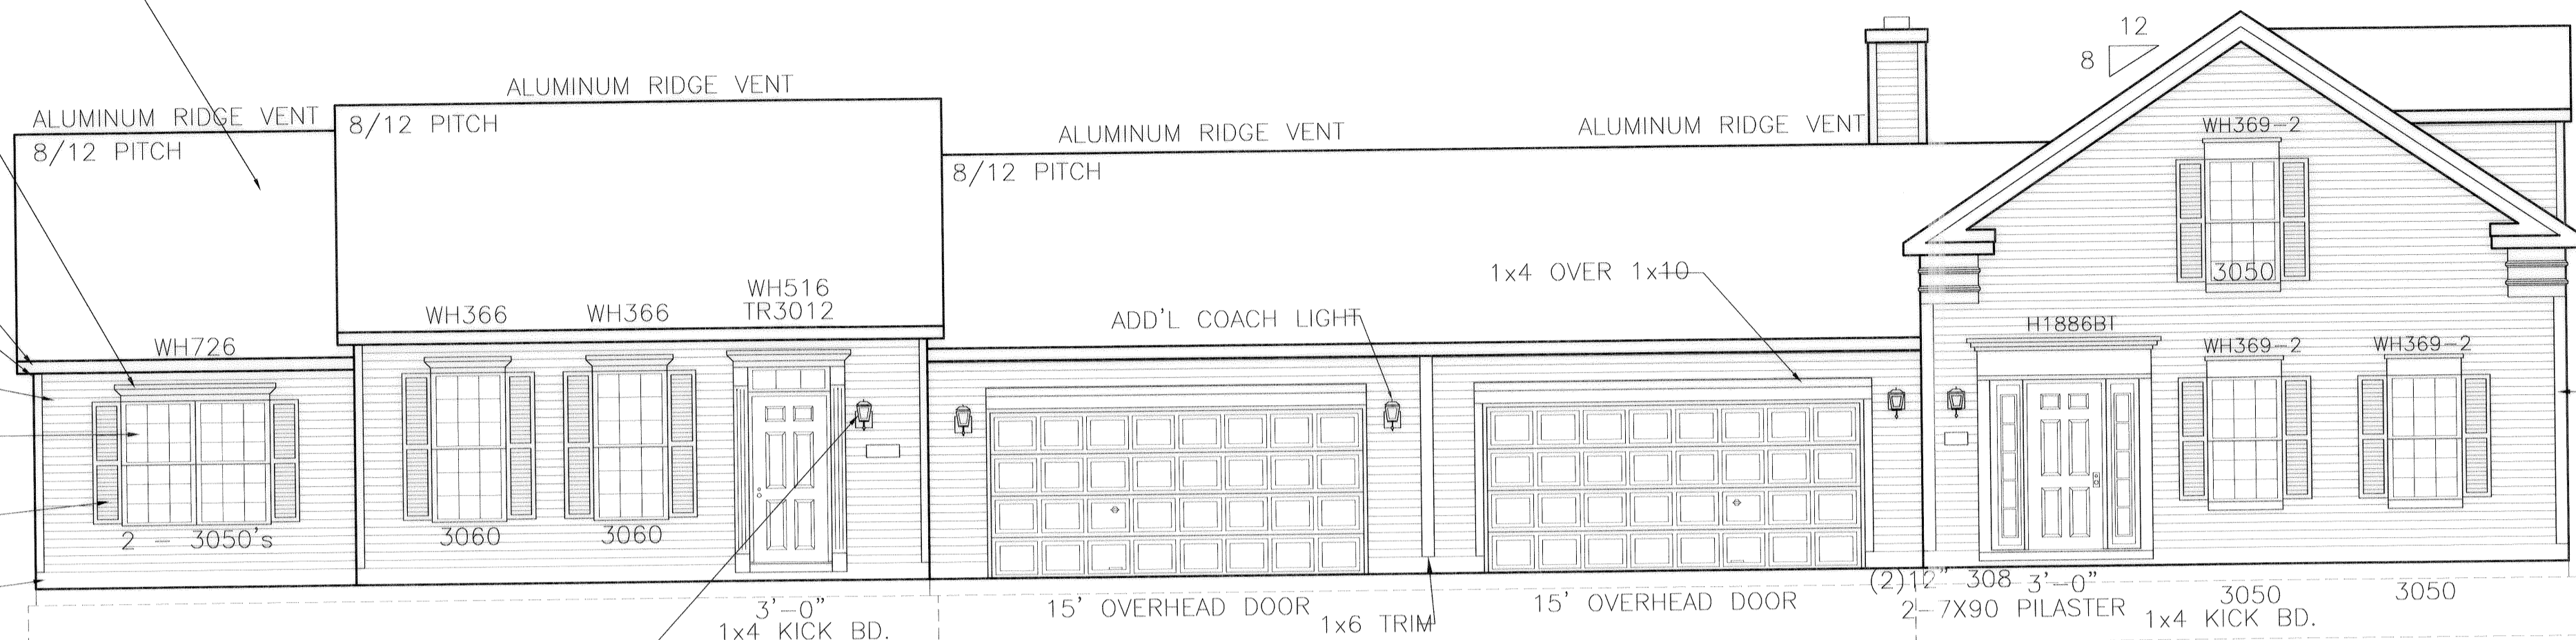 ALUMINUM RIDGE VENT
8/12 PITCH
ALUMINUM RIDGE VENT
8/12 PITCH
ALUMINUM RIDGE VENT
8/12 PITCH
ALUMINUM RIDGE VENT
12
8
WH726
WH366
WH366
WH516
TR3012
ADD'L COACH LIGHT
1x4 OVER 1x10
WH369-2
3050
H1886BT
WH369-2
WH369-2
2 - 3050's
3060
3060
3'-0"
1x4 KICK BD.
15' OVERHEAD DOOR
1x6 TRIM
15' OVERHEAD DOOR
(2)12" 308 3'-0"
2-7X90 PILASTER
3050
3050
1x4 KICK BD.